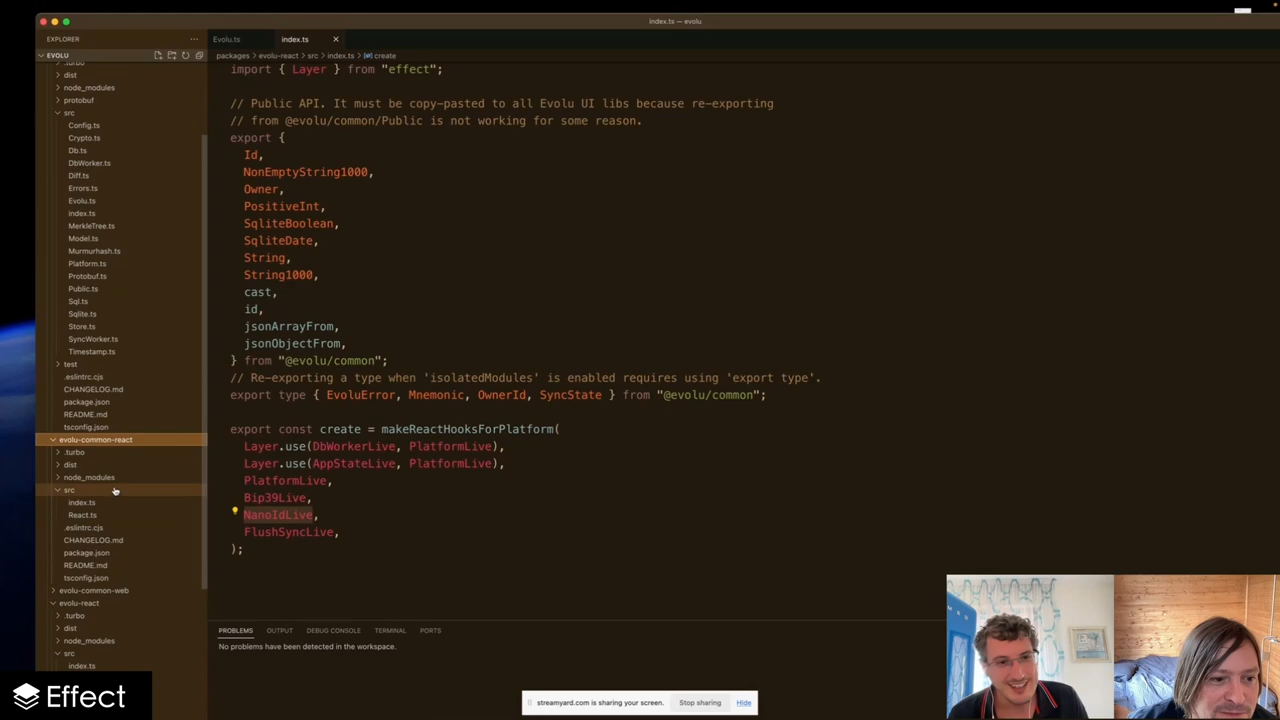 index.ts — evolu
EXPLORER
Evolu.ts
index.ts
EVOLU
packages > evolu-react > src > index.ts > create
.turbo
dist
node_modules
protobuf
src
Config.ts
Crypto.ts
Db.ts
DbWorker.ts
Diff.ts
Errors.ts
Evolu.ts
index.ts
MerkleTree.ts
Model.ts
Murmurhash.ts
Platform.ts
Protobuf.ts
Public.ts
Sql.ts
Sqlite.ts
Store.ts
SyncWorker.ts
Timestamp.ts
test
.eslintrc.cjs
CHANGELOG.md
package.json
README.md
tsconfig.json
evolu-common-react
.turbo
dist
node_modules
src
index.ts
React.ts
.eslintrc.cjs
CHANGELOG.md
package.json
README.md
tsconfig.json
evolu-common-web
evolu-react
.turbo
dist
node_modules
src
index.ts
import { Layer } from "effect";
// Public API. It must be copy-pasted to all Evolu UI libs because re-exporting
// from @evolu/common/Public is not working for some reason.
export {
Id,
NonEmptyString1000,
Owner,
PositiveInt,
SqliteBoolean,
SqliteDate,
String,
String1000,
cast,
id,
jsonArrayFrom,
jsonObjectFrom,
} from "@evolu/common";
// Re-exporting a type when 'isolatedModules' is enabled requires using 'export type'.
export type { EvoluError, Mnemonic, OwnerId, SyncState } from "@evolu/common";
export const create = makeReactHooksForPlatform(
Layer.use(DbWorkerLive, PlatformLive),
Layer.use(AppStateLive, PlatformLive),
PlatformLive,
Bip39Live,
NanoIdLive,
FlushSyncLive,
);
PROBLEMS OUTPUT DEBUG CONSOLE TERMINAL PORTS
No problems have been detected in the workspace.
Effect
streamyard.com is sharing your screen. Stop sharing Hide